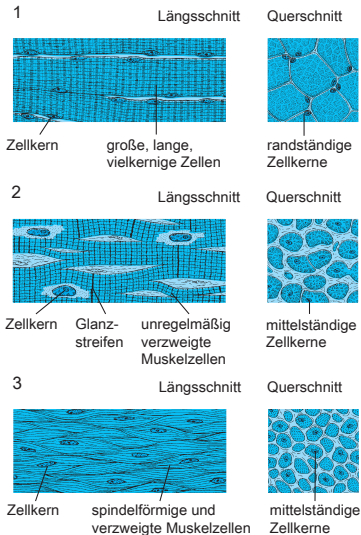 1
Längsschnitt Querschnitt
Zellkern große, lange, randständige
vielkernige Zellen Zellkerne
2
Längsschnitt Querschnitt
Zellkern Glanz- unregelmäßig mittelständige
streifen verzweigte Zellkerne
Muskelzellen
3
Längsschnitt Querschnitt
Zellkern spindelförmige und mittelständige
verzweigte Muskelzellen Zellkerne